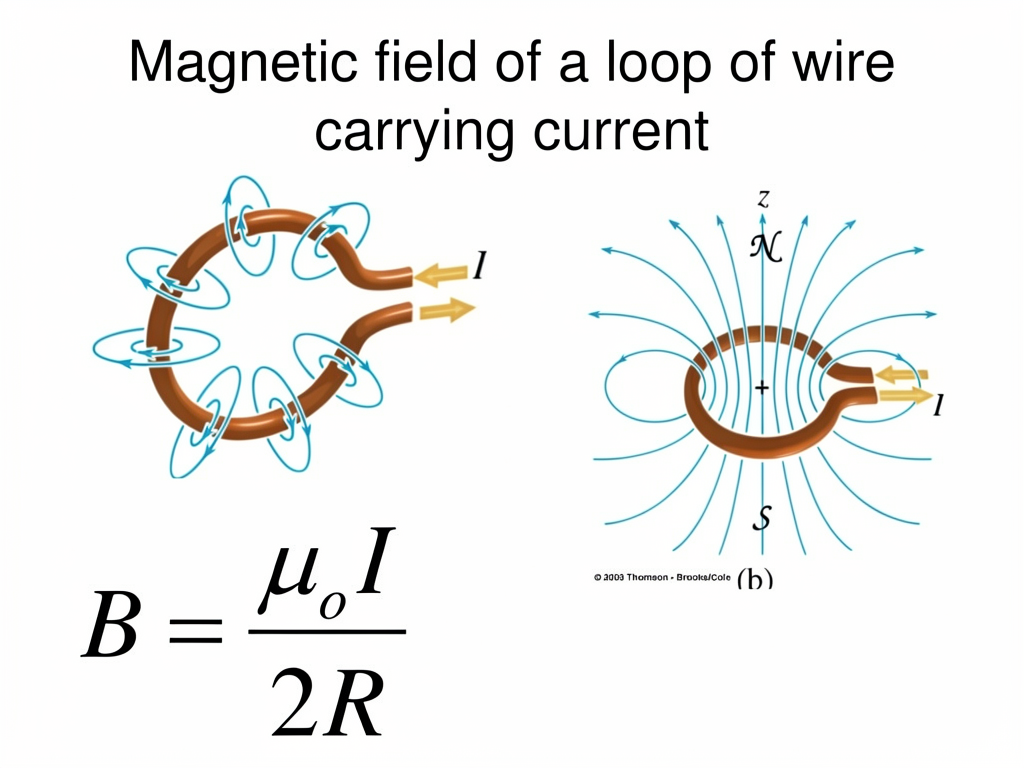 Magnetic field of a loop of wire
carrying current
I
z
N
+
I
S
© 2003 Thomson - Brooks/Cole (b)
B = μₒI / 2R